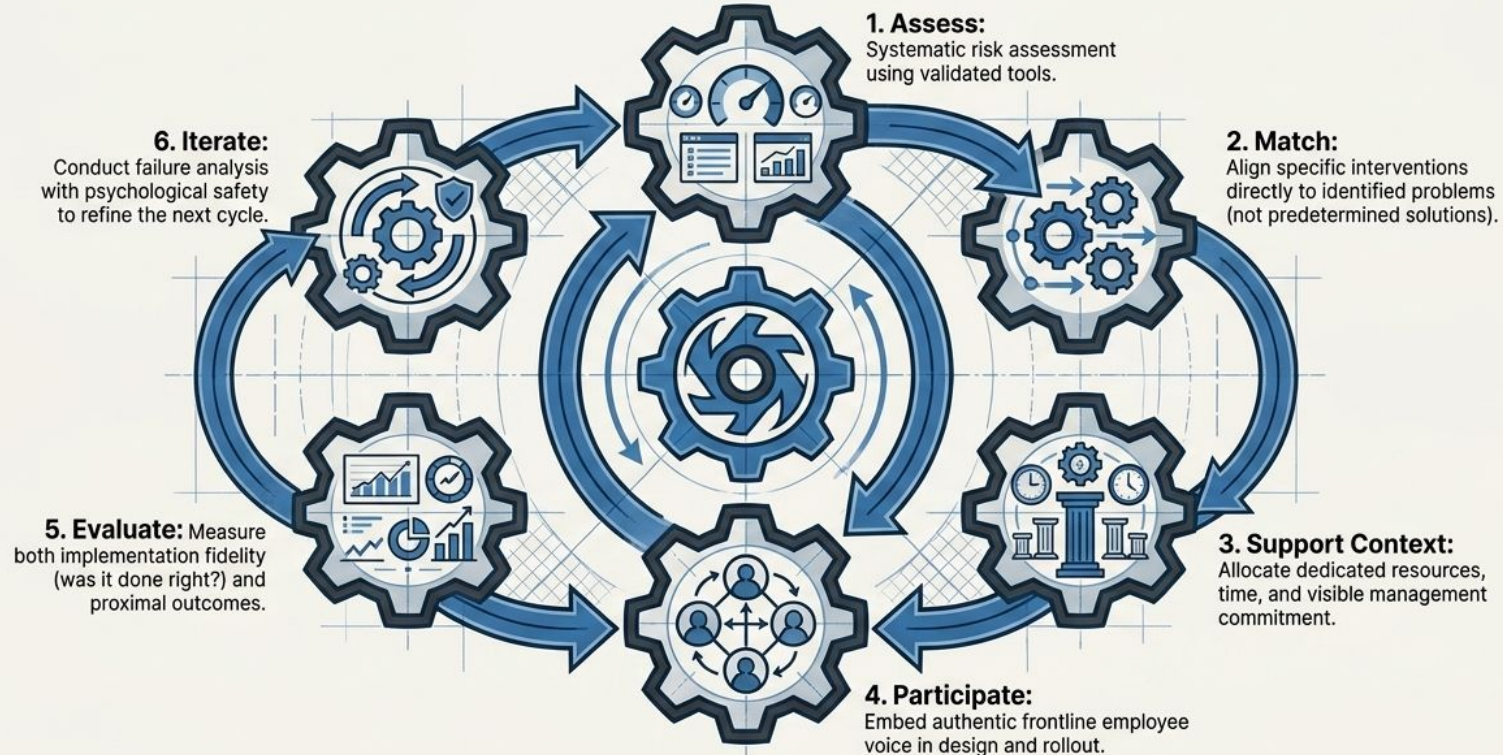 1. Assess:
Systematic risk assessment
using validated tools.
2. Match:
Align specific interventions
directly to identified problems
(not predetermined solutions).
3. Support Context:
Allocate dedicated resources,
time, and visible management
commitment.
4. Participate:
Embed authentic frontline employee
voice in design and rollout.
5. Evaluate: Measure
both implementation fidelity
(was it done right?) and
proximal outcomes.
6. Iterate:
Conduct failure analysis
with psychological safety
to refine the next cycle.